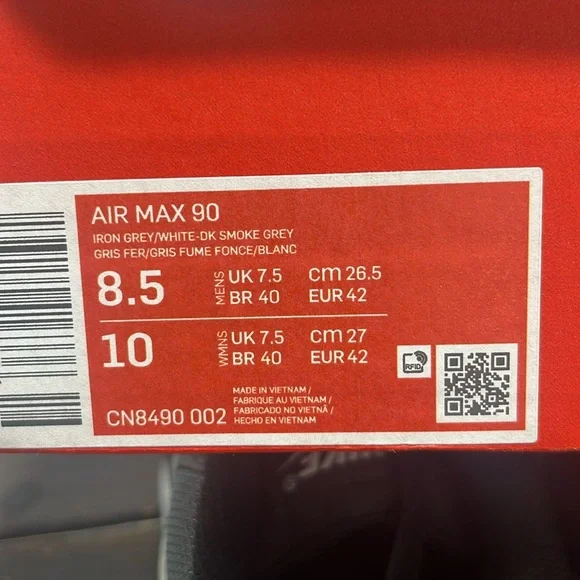 AIR MAX 90
IRON GREY/WHITE-DK SMOKE GREY
GRIS FER/GRIS FUME FONCE/BLANC
8.5 MENS UK 7.5 CM 26.5
BR 40 EUR 42
10 WMNS UK 7.5 CM 27
BR 40 EUR 42
RFID
MADE IN VIETNAM /
FABRIQUE AU VIETNAM /
FABRICADO NO VIETNÃ /
HECHO EN VIETNAM
CN8490 002
NIKE